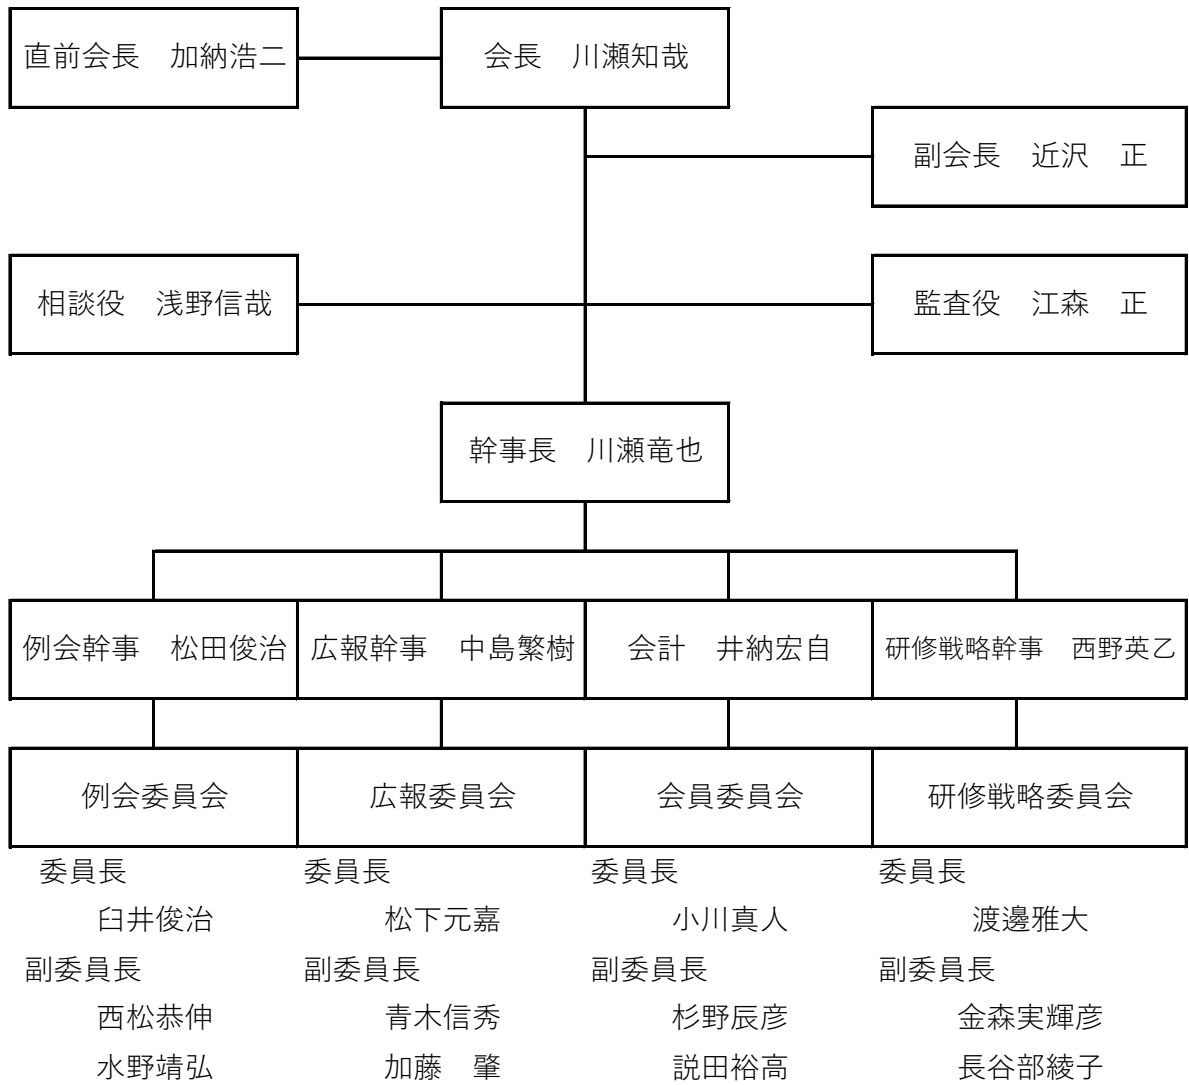 直前会長　加納浩二
会長　川瀬知哉
副会長　近沢　正
相談役　浅野信哉
監査役　江森　正
幹事長　川瀬竜也
例会幹事　松田俊治
広報幹事　中島繁樹
会計　井納宏自
研修戦略幹事　西野英乙
例会委員会
広報委員会
会員委員会
研修戦略委員会
委員長
臼井俊治
副委員長
西松恭伸
水野靖弘
委員長
松下元嘉
副委員長
青木信秀
加藤　肇
委員長
小川真人
副委員長
杉野辰彦
説田裕高
委員長
渡邊雅大
副委員長
金森実輝彦
長谷部綾子